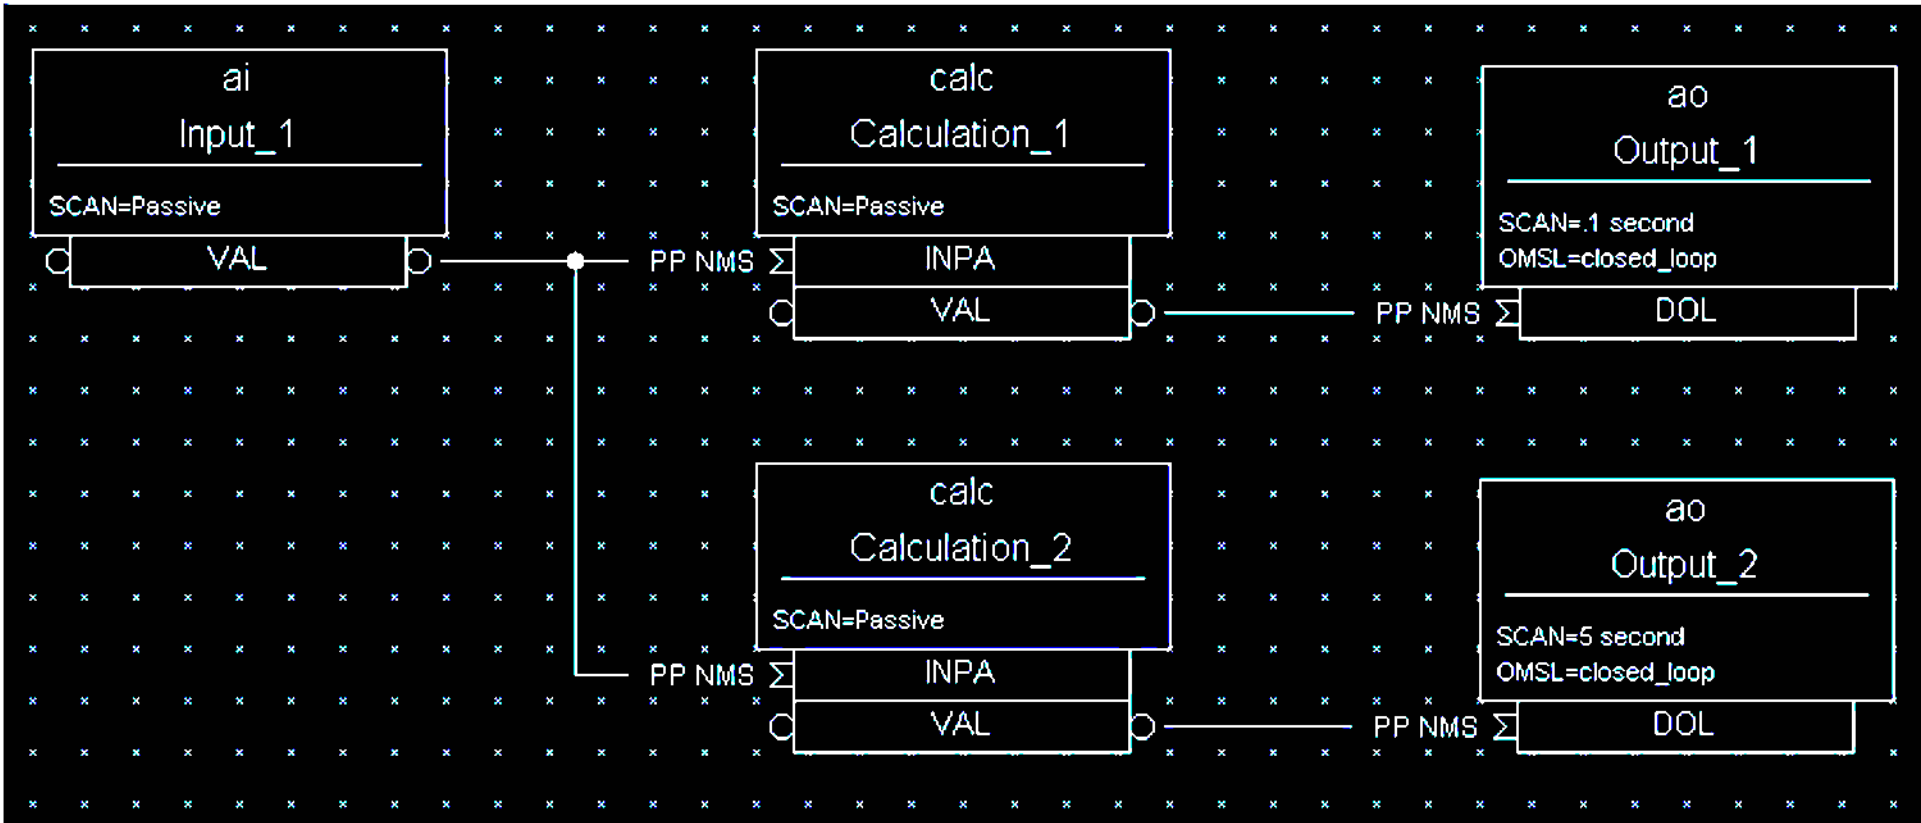 ai
Input_1
SCAN=Passive
VAL
calc
Calculation_1
SCAN=Passive
PP NMS
INPA
VAL
ao
Output_1
SCAN=.1 second
OMSL=closed_loop
PP NMS
DOL
calc
Calculation_2
SCAN=Passive
PP NMS
INPA
VAL
ao
Output_2
SCAN=5 second
OMSL=closed_loop
PP NMS
DOL